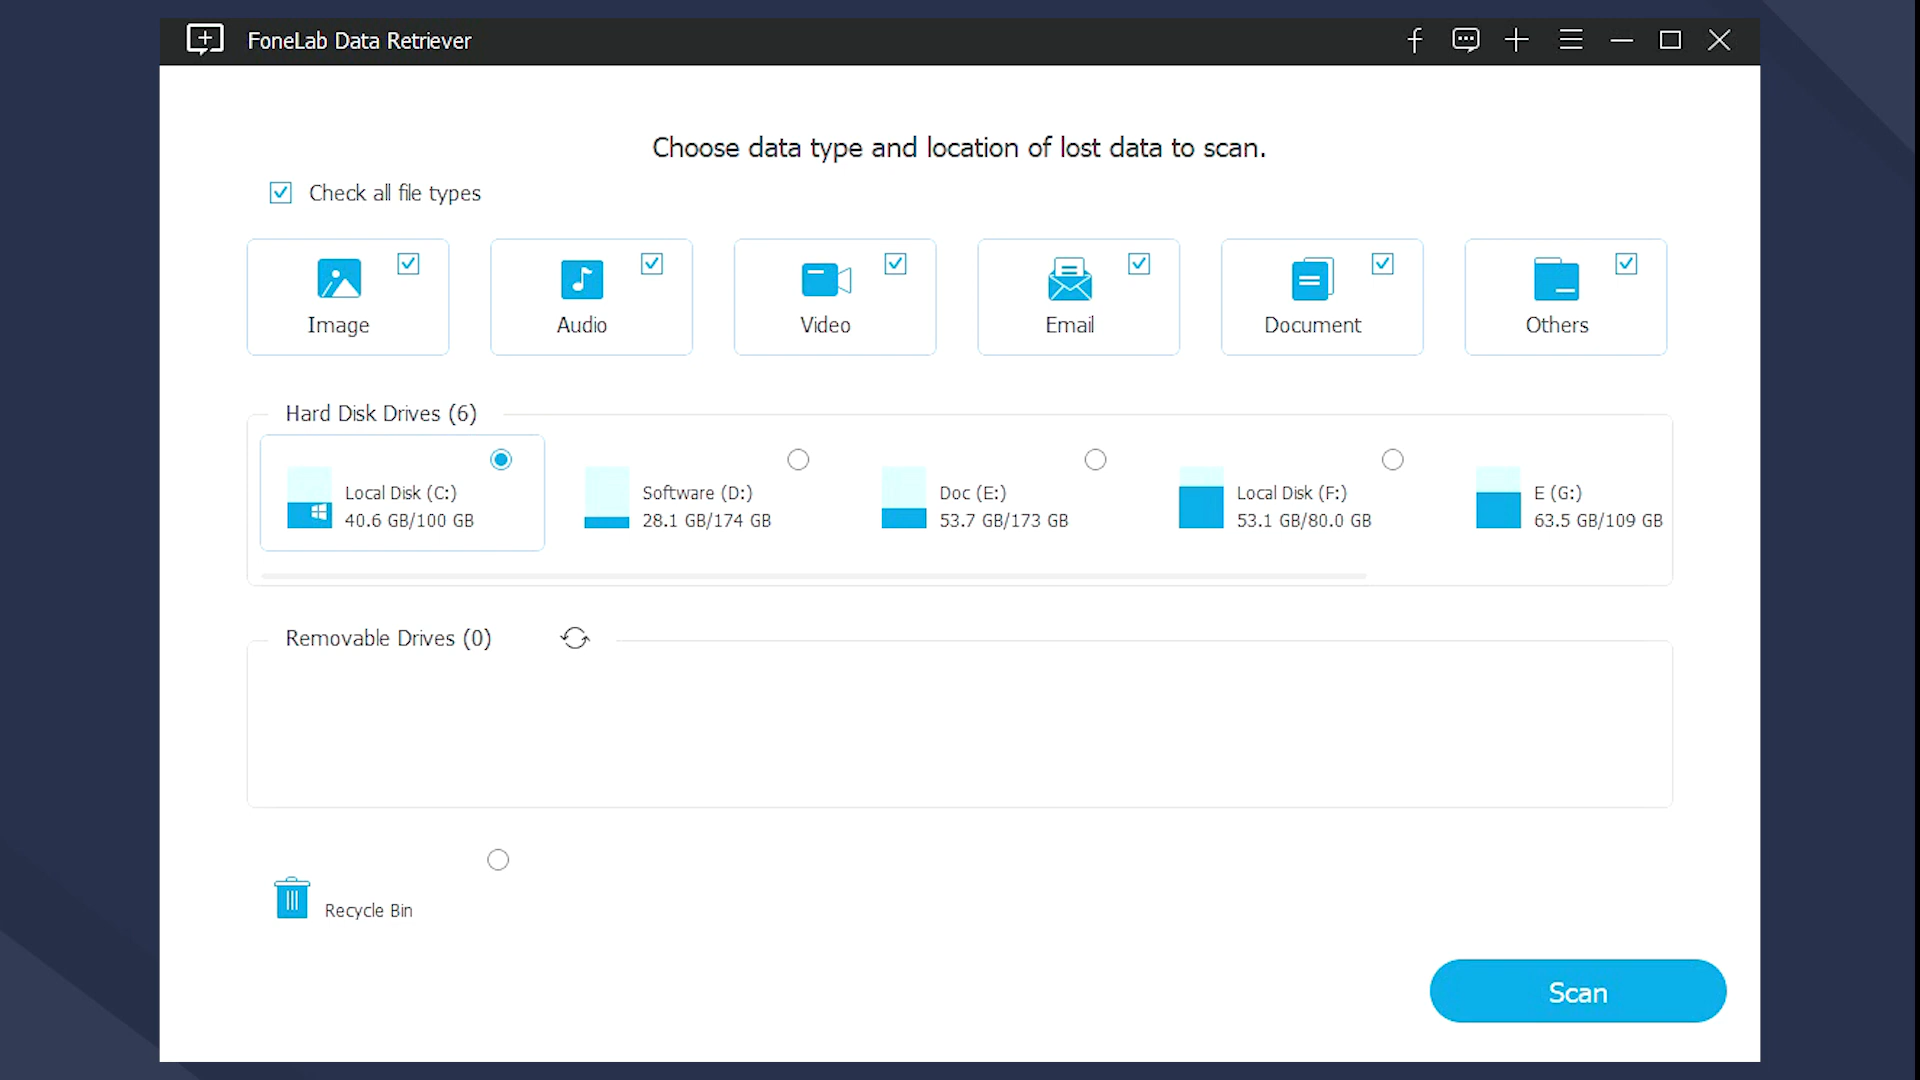 FoneLab Data Retriever
Choose data type and location of lost data to scan.
Check all file types
Image
Audio
Video
Email
Document
Others
Hard Disk Drives (6)
Local Disk (C:)
40.6 GB/100 GB
Software (D:)
28.1 GB/174 GB
Doc (E:)
53.7 GB/173 GB
Local Disk (F:)
53.1 GB/80.0 GB
E (G:)
63.5 GB/109 GB
Removable Drives (0)
Recycle Bin
Scan